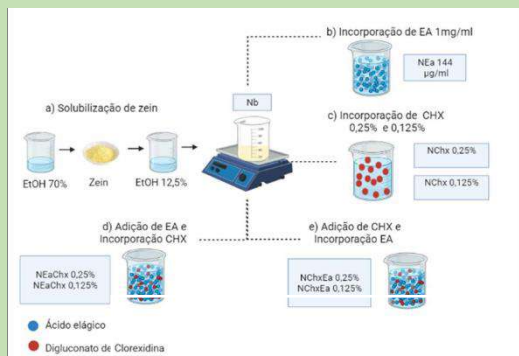 b) Incorporação de EA 1mg/ml
NEa 144
µg/ml
Nb
a) Solubilização de zein
EtOH 70%
Zein
EtOH 12,5%
c) Incorporação de CHX
0,25% e 0,125%
NChx 0,25%
NChx 0,125%
d) Adição de EA e
Incorporação CHX
NEaChx 0,25%
NEaChx 0,125%
e) Adição de CHX e
Incorporação EA
NChxEa 0,25%
NChxEa 0,125%
Ácido elágico
Digluconato de Clorexidina